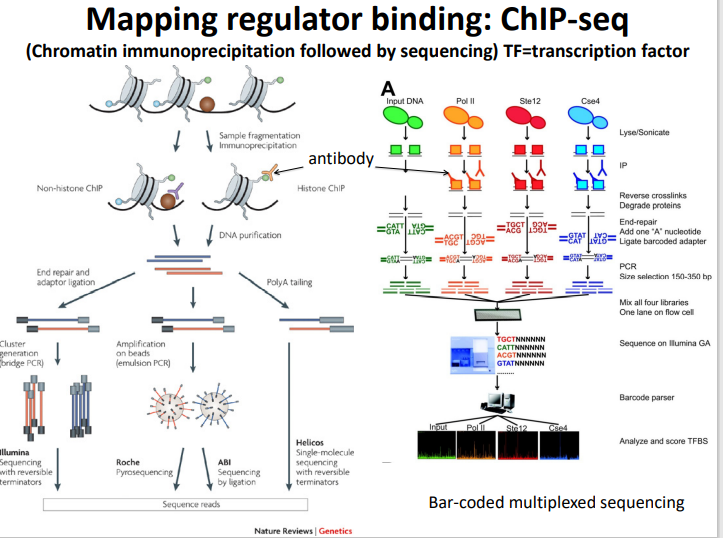 Mapping regulator binding: ChIP-seq
(Chromatin immunoprecipitation followed by sequencing) TF=transcription factor
Sample fragmentation
Immunoprecipitation
antibody
Non-histone ChIP
Histone ChIP
DNA purification
End repair and
adaptor ligation
PolyA tailing
Cluster
generation
(bridge PCR)
Amplification
on beads
(emulsion PCR)
Illumina
Sequencing
with reversible
terminators
Roche
Pyrosequencing
ABI
Sequencing
by ligation
Helicos
Single-molecule
sequencing
with reversible
terminators
Sequence reads
Nature Reviews | Genetics
A
Input DNA
Pol II
Ste12
Cse4
Lyse/Sonicate
IP
Reverse crosslinks
Degrade proteins
End-repair
Add one "A" nucleotide
Ligate barcoded adapter
CATT
GTA
ACGT
TGC
TGCT
ACG
GTAT
CAT
PCR
Size selection 150-350 bp
Mix all four libraries
One lane on flow cell
TGCTNNNNNN
CATTNNNNNN
ACGTNNNNNN
GTATNNNNNN
.........
Sequence on Illumina GA
Barcode parser
Input
Pol II
Ste12
Cse4
Analyze and score TFBS
Bar-coded multiplexed sequencing